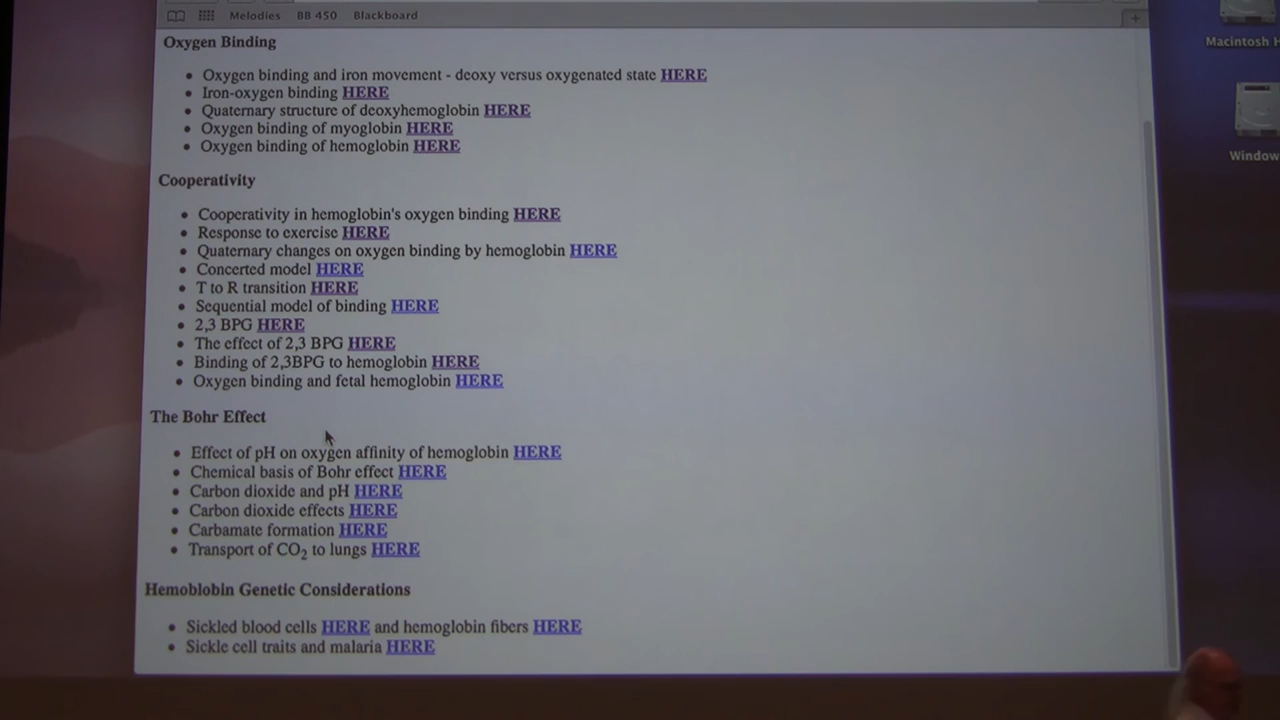 Melodies BB 450 Blackboard
Macintosh H
Oxygen Binding
Oxygen binding and iron movement - deoxy versus oxygenated state HERE
Iron-oxygen binding HERE
Quaternary structure of deoxyhemoglobin HERE
Oxygen binding of myoglobin HERE
Oxygen binding of hemoglobin HERE
Window
Cooperativity
Cooperativity in hemoglobin's oxygen binding HERE
Response to exercise HERE
Quaternary changes on oxygen binding by hemoglobin HERE
Concerted model HERE
T to R transition HERE
Sequential model of binding HERE
2,3 BPG HERE
The effect of 2,3 BPG HERE
Binding of 2,3BPG to hemoglobin HERE
Oxygen binding and fetal hemoglobin HERE
The Bohr Effect
Effect of pH on oxygen affinity of hemoglobin HERE
Chemical basis of Bohr effect HERE
Carbon dioxide and pH HERE
Carbon dioxide effects HERE
Carbamate formation HERE
Transport of CO2 to lungs HERE
Hemoblobin Genetic Considerations
Sickled blood cells HERE and hemoglobin fibers HERE
Sickle cell traits and malaria HERE